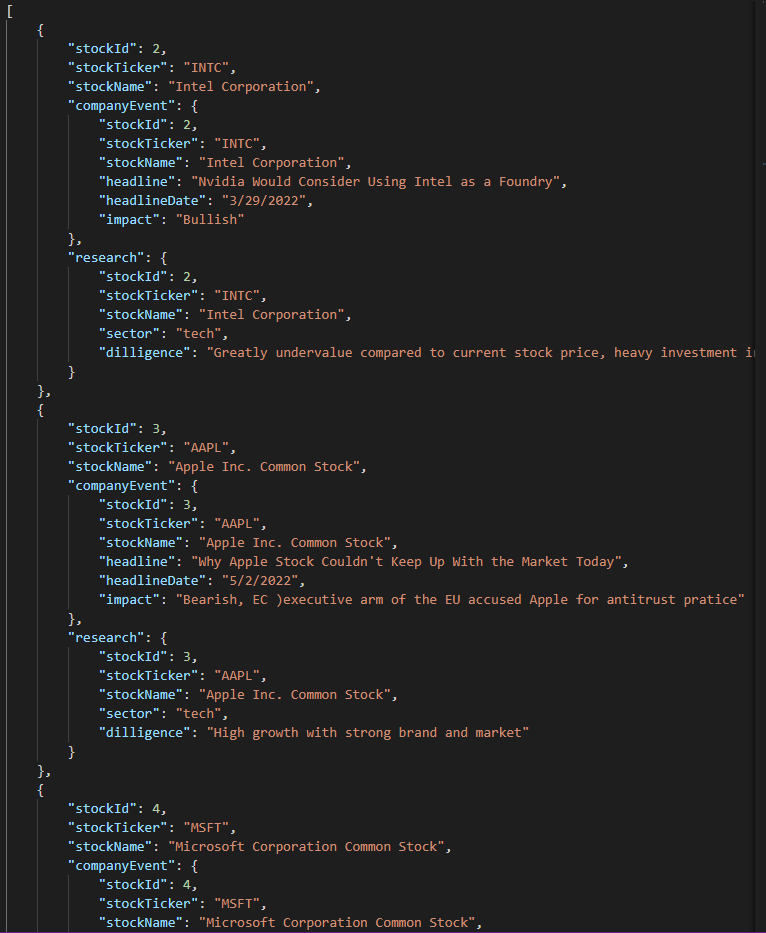 [
{
"stockId": 2,
"stockTicker": "INTC",
"stockName": "Intel Corporation",
"companyEvent": {
"stockId": 2,
"stockTicker": "INTC",
"stockName": "Intel Corporation",
"headline": "Nvidia Would Consider Using Intel as a Foundry",
"headlineDate": "3/29/2022",
"impact": "Bullish"
},
"research": {
"stockId": 2,
"stockTicker": "INTC",
"stockName": "Intel Corporation",
"sector": "tech",
"dilligence": "Greatly undervalue compared to current stock price, heavy investment
}
},
{
"stockId": 3,
"stockTicker": "AAPL",
"stockName": "Apple Inc. Common Stock",
"companyEvent": {
"stockId": 3,
"stockTicker": "AAPL",
"stockName": "Apple Inc. Common Stock",
"headline": "Why Apple Stock Couldn't Keep Up With the Market Today",
"headlineDate": "5/2/2022",
"impact": "Bearish, EC )executive arm of the EU accused Apple for antitrust pratice"
},
"research": {
"stockId": 3,
"stockTicker": "AAPL",
"stockName": "Apple Inc. Common Stock",
"sector": "tech",
"dilligence": "High growth with strong brand and market"
}
},
{
"stockId": 4,
"stockTicker": "MSFT",
"stockName": "Microsoft Corporation Common Stock",
"companyEvent": {
"stockId": 4,
"stockTicker": "MSFT",
"stockName": "Microsoft Corporation Common Stock",